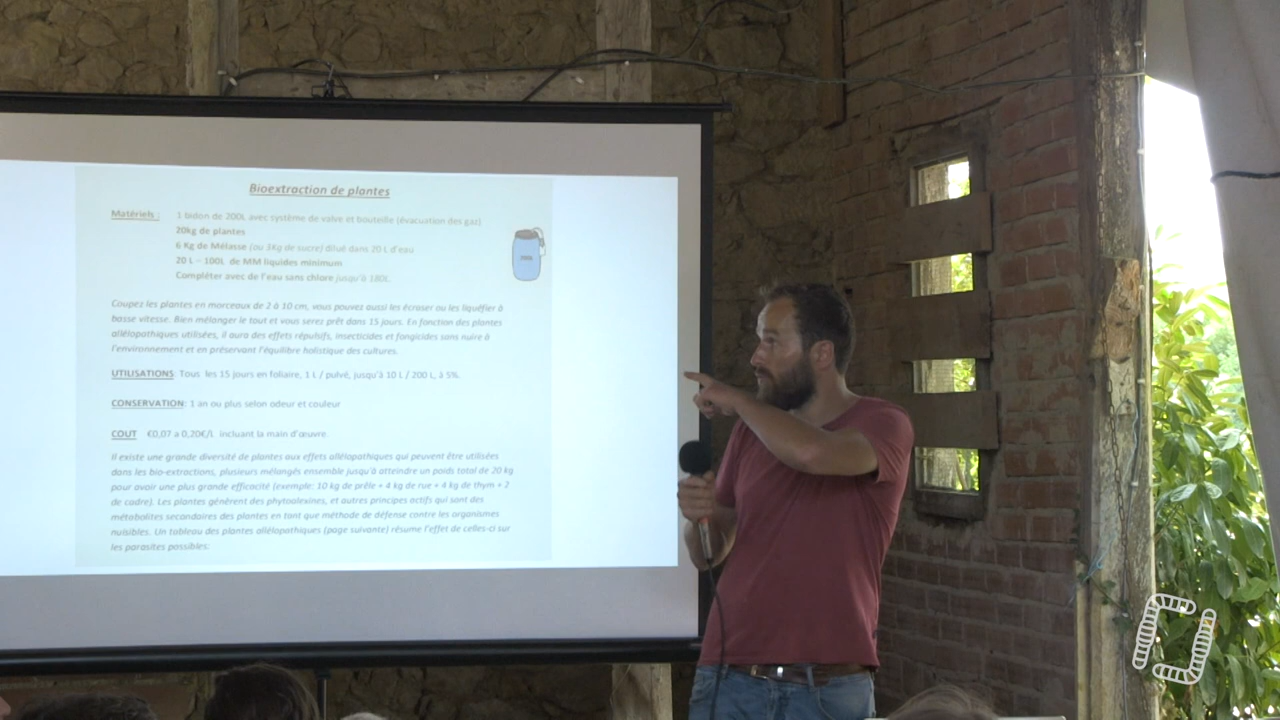 Bioextraction de plantes
Matériels : 1 bidon de 200L avec système de valve et bouteille (évacuation des gaz)
20kg de plantes
6 Kg de Mélasse (ou 3Kg de sucre) dilué dans 20 L d'eau
20 L – 100L de MM liquides minimum
Compléter avec de l'eau sans chlore jusqu'à 180L.
200L
Coupez les plantes en morceaux de 2 à 10 cm, vous pouvez aussi les écraser ou les liquéfier à
basse vitesse. Bien mélanger le tout et vous serez prêt dans 15 jours. En fonction des plantes
allélopathiques utilisées, il aura des effets répulsifs, insecticides et fongicides sans nuire à
l'environnement et en préservant l'équilibre holistique des cultures.
UTILISATIONS: Tous les 15 jours en foliaire, 1 L / pulvé, jusqu'à 10 L / 200 L, à 5%.
CONSERVATION: 1 an ou plus selon odeur et couleur
COUT €0,07 a 0,20€/L incluant la main d'œuvre.
Il existe une grande diversité de plantes aux effets allélopathiques qui peuvent être utilisées
dans les bio-extractions, plusieurs mélangés ensemble jusqu'à atteindre un poids total de 20 kg
pour avoir une plus grande efficacité (exemple: 10 kg de prêle + 4 kg de rue + 4 kg de thym + 2
de cadre). Les plantes génèrent des phytoalexines, et autres principes actifs qui sont des
métabolites secondaires des plantes en tant que méthode de défense contre les organismes
nuisibles. Un tableau des plantes allélopathiques (page suivante) résume l'effet de celles-ci sur
les parasites possibles: